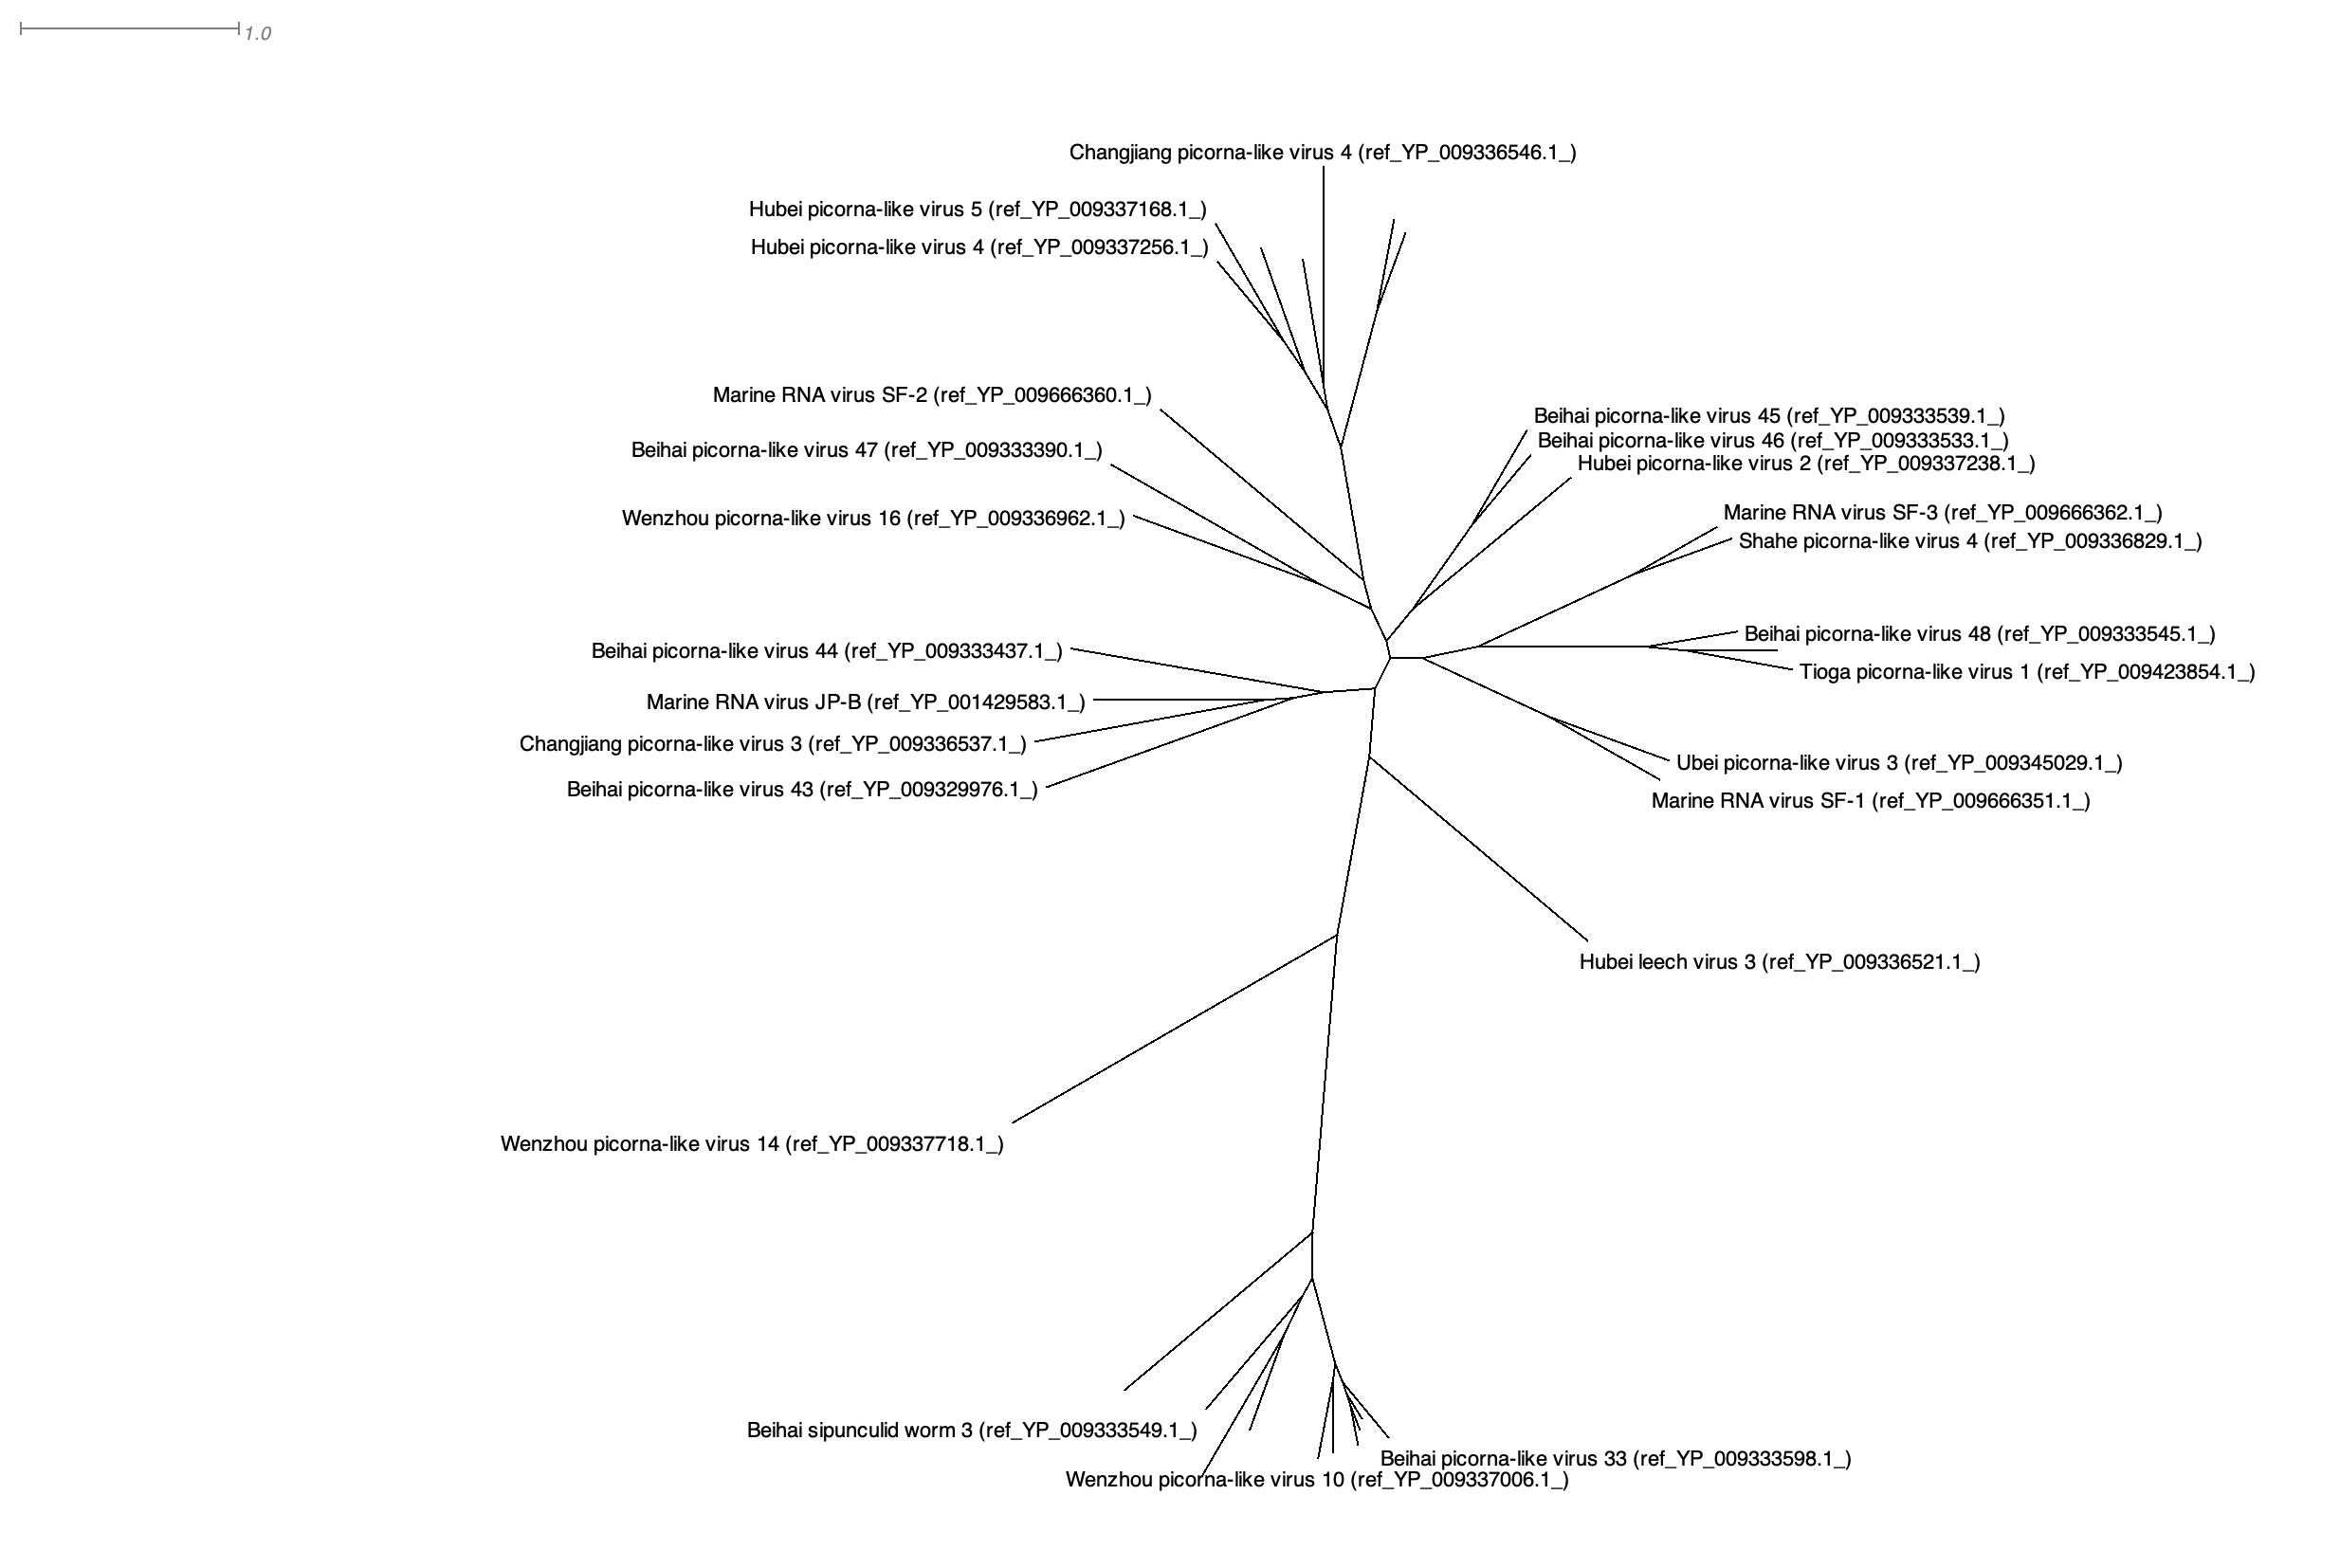 1.0
Changjiang picorna-like virus 4 (ref_YP_009336546.1_)
Hubei picorna-like virus 5 (ref_YP_009337168.1_)
Hubei picorna-like virus 4 (ref_YP_009337256.1_)
Marine RNA virus SF-2 (ref_YP_009666360.1_)
Beihai picorna-like virus 45 (ref_YP_009333539.1_)
Beihai picorna-like virus 46 (ref_YP_009333533.1_)
Beihai picorna-like virus 47 (ref_YP_009333390.1_)
Hubei picorna-like virus 2 (ref_YP_009337238.1_)
Marine RNA virus SF-3 (ref_YP_009666362.1_)
Wenzhou picorna-like virus 16 (ref_YP_009336962.1_)
Shahe picorna-like virus 4 (ref_YP_009336829.1_)
Beihai picorna-like virus 48 (ref_YP_009333545.1_)
Beihai picorna-like virus 44 (ref_YP_009333437.1_)
Tioga picorna-like virus 1 (ref_YP_009423854.1_)
Marine RNA virus JP-B (ref_YP_001429583.1_)
Changjiang picorna-like virus 3 (ref_YP_009336537.1_)
Ubei picorna-like virus 3 (ref_YP_009345029.1_)
Beihai picorna-like virus 43 (ref_YP_009329976.1_)
Marine RNA virus SF-1 (ref_YP_009666351.1_)
Hubei leech virus 3 (ref_YP_009336521.1_)
Wenzhou picorna-like virus 14 (ref_YP_009337718.1_)
Beihai sipunculid worm 3 (ref_YP_009333549.1_)
Beihai picorna-like virus 33 (ref_YP_009333598.1_)
Wenzhou picorna-like virus 10 (ref_YP_009337006.1_)